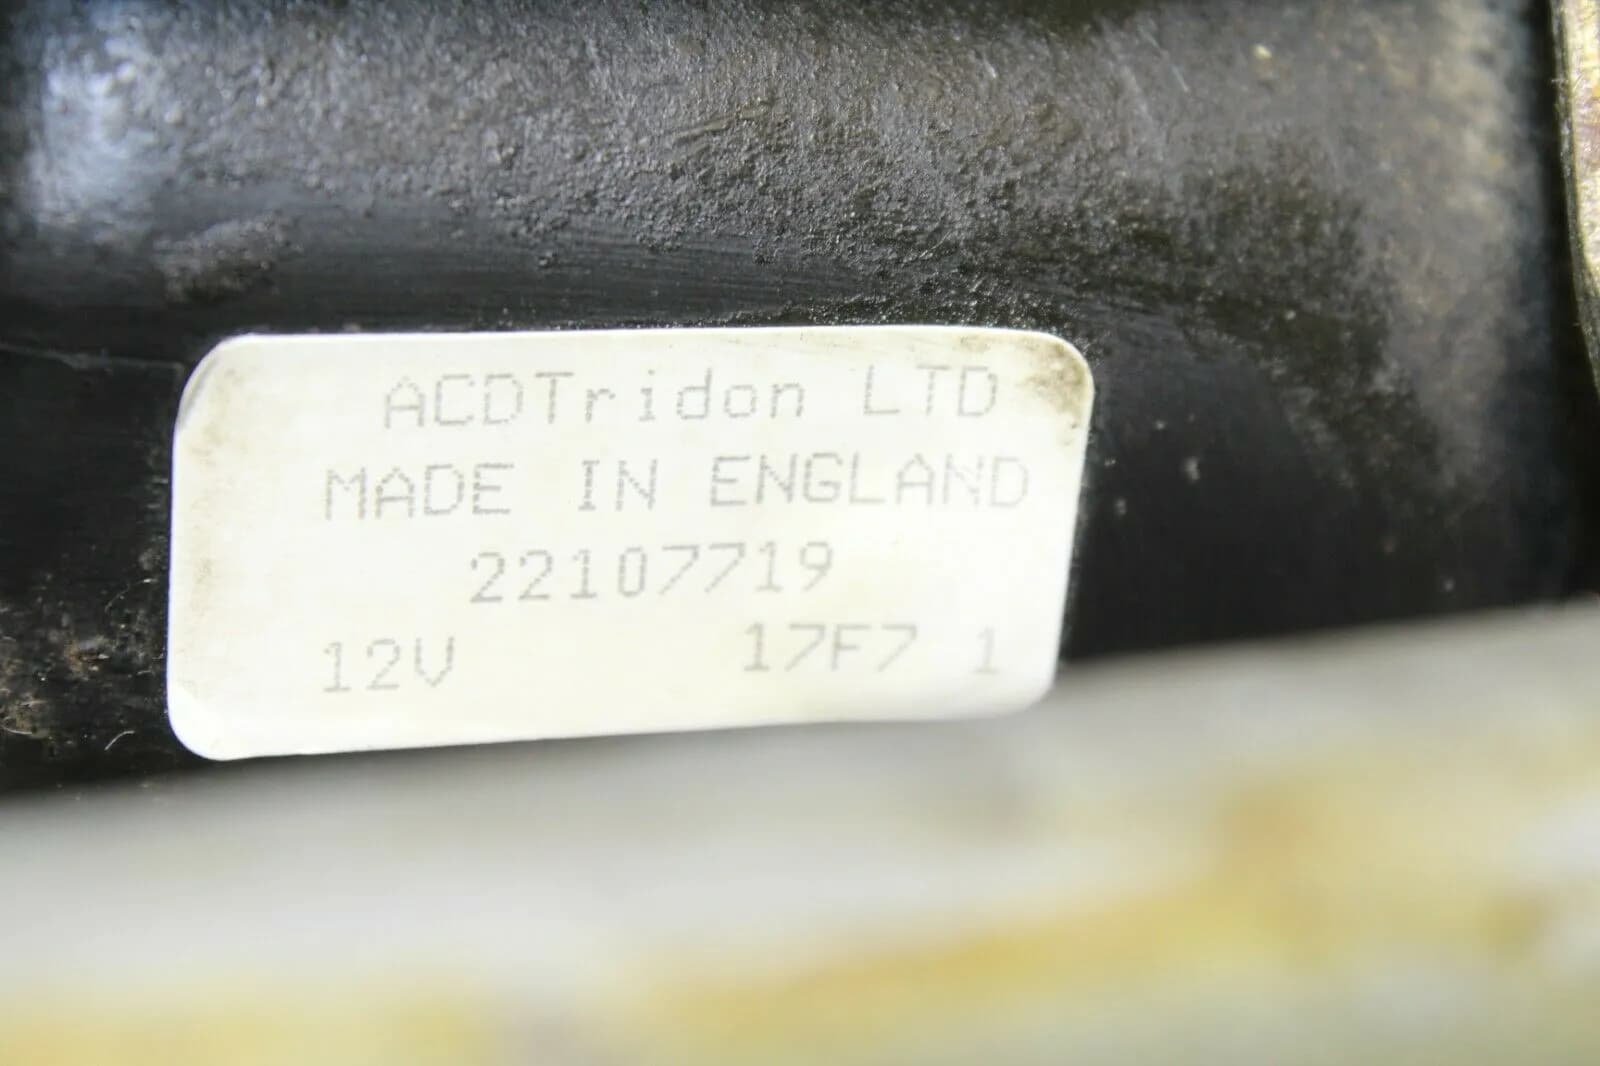 ACDTridon LTD
MADE IN ENGLAND
22107719
12V 17F7 1